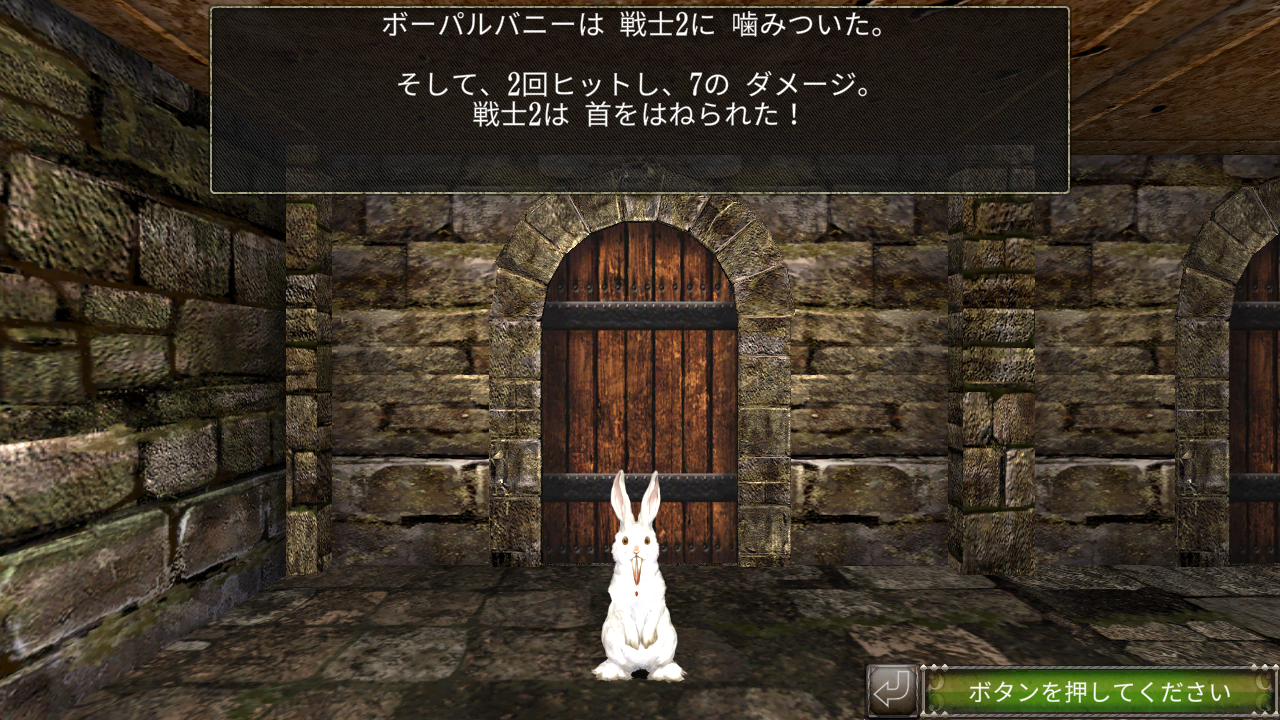 ボーパルバニーは 戦士2に 噛みついた。
そして、2回ヒットし、7の ダメージ。
戦士2は 首をはねられた！
ボタンを押してください